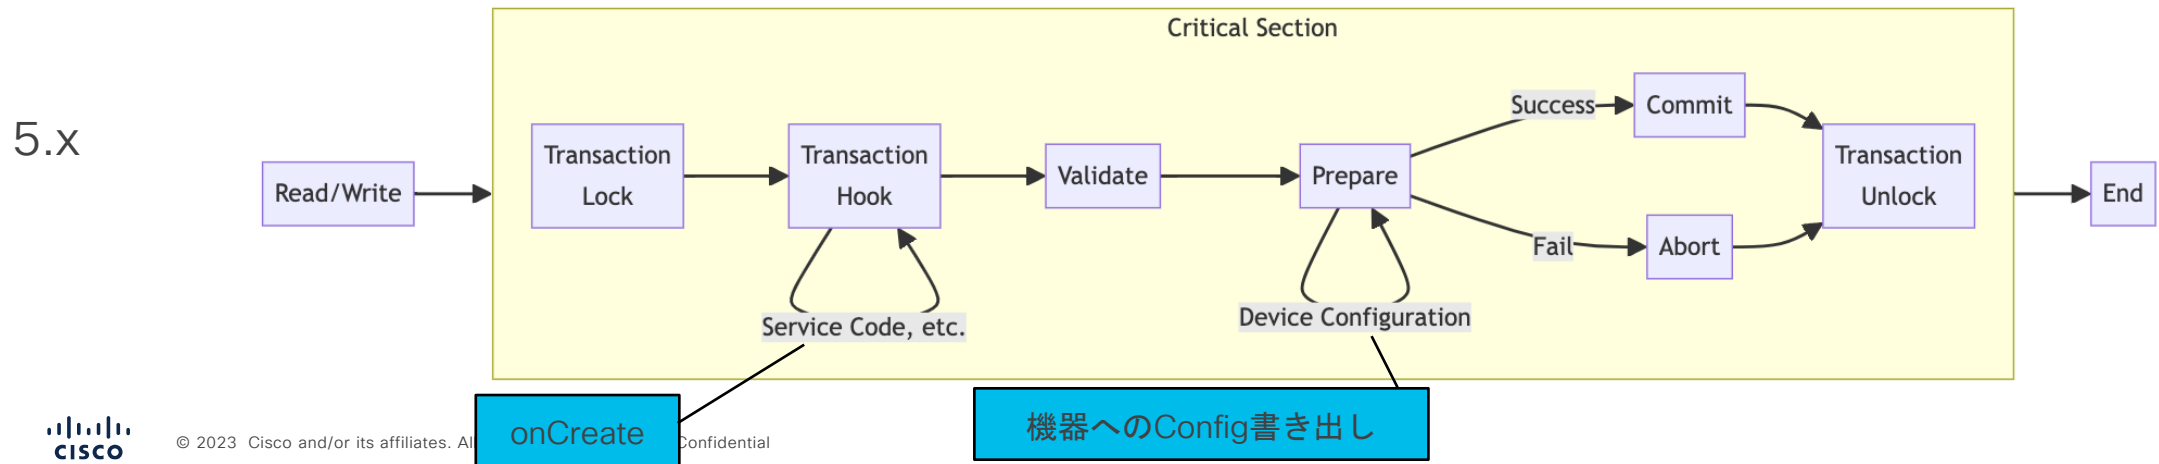 Critical Section
5.x
Read/Write
Transaction
Lock
Transaction
Hook
Validate
Prepare
Success
Commit
Fail
Abort
Transaction
Unlock
End
Service Code, etc.
Device Configuration
onCreate
機器へのConfig書き出し
CISCO
© 2023 Cisco and/or its affiliates. Al
Confidential